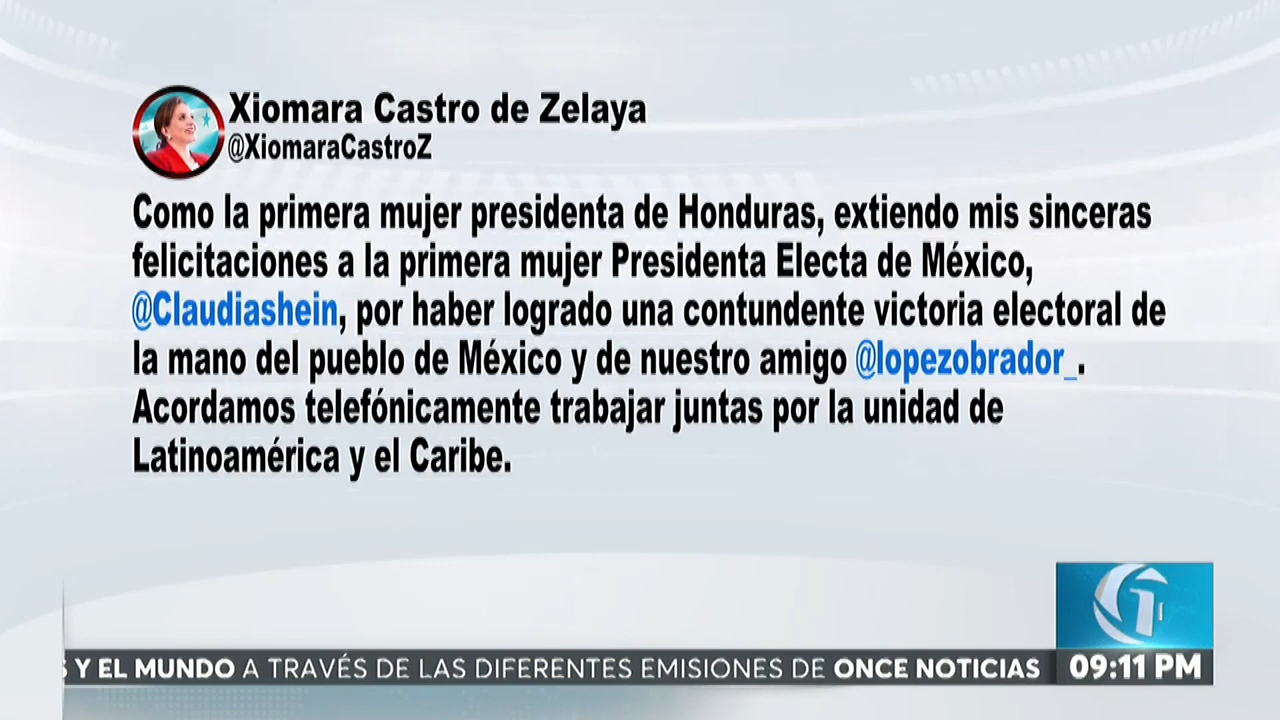 Xiomara Castro de Zelaya
@XiomaraCastroZ
Como la primera mujer presidenta de Honduras, extiendo mis sinceras
felicitaciones a la primera mujer Presidenta Electa de México,
@Claudiashein, por haber logrado una contundente victoria electoral de
la mano del pueblo de México y de nuestro amigo @lopezobrador_.
Acordamos telefónicamente trabajar juntas por la unidad de
Latinoamérica y el Caribe.
Y EL MUNDO A TRAVÉS DE LAS DIFERENTES EMISIONES DE ONCE NOTICIAS
09:11 PM